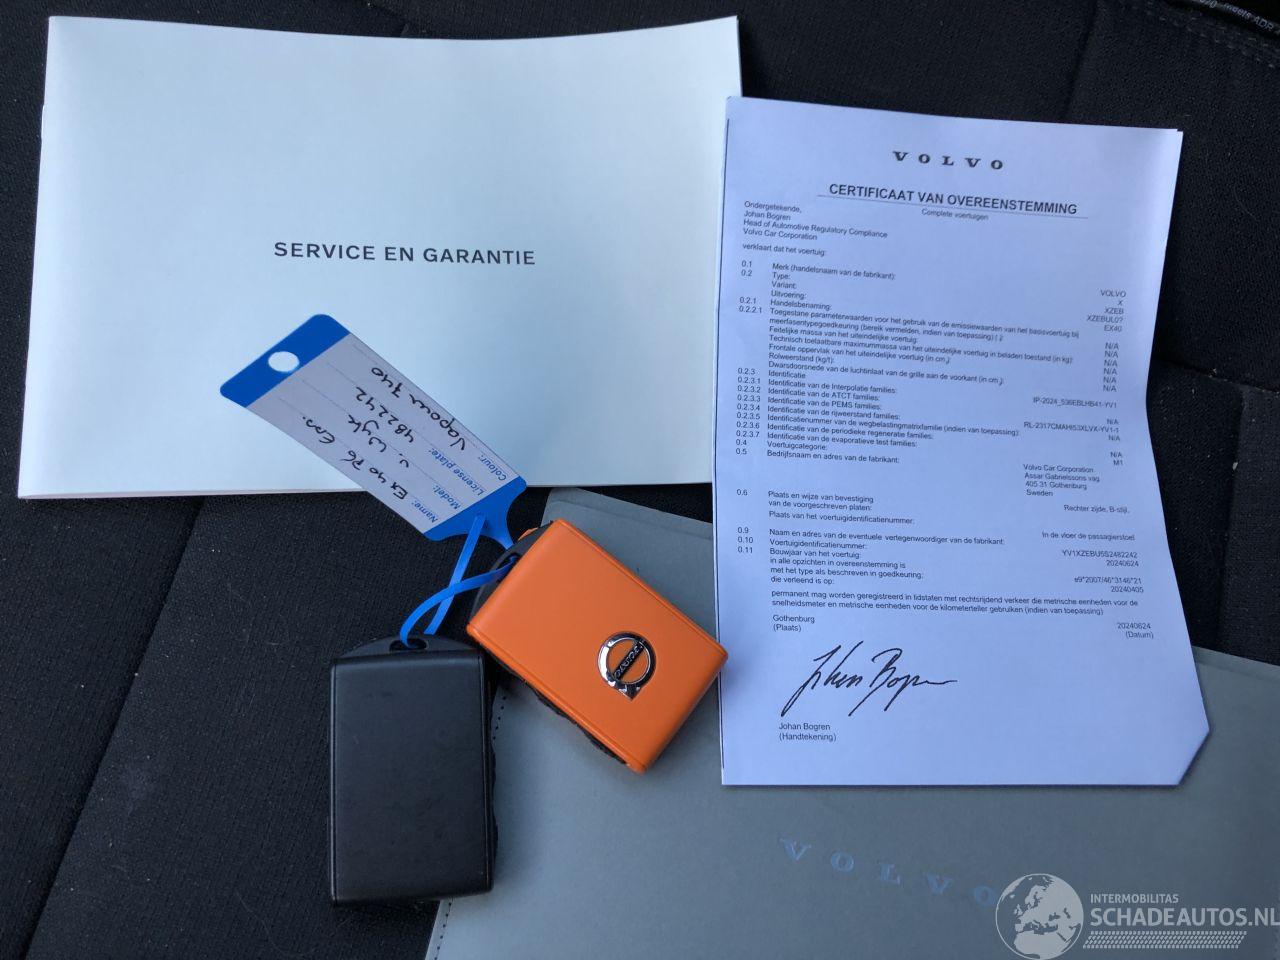 SERVICE EN GARANTIE
Name: Em.
Model: Ex 40 P6
License plate: v. Wyk
482242
Colour: Vapour 740
VOLVO
CERTIFICAAT VAN OVEREENSTEMMING
Complete voertuigen
Ondergetekende,
Johan Bogren
Head of Automotive Regulatory Compliance
Volvo Car Corporation
verklaart dat het voertuig:
0.1 Merk (handelsnaam van de fabrikant): VOLVO
0.2 Type: X
Variant: XZEB
Uitvoering: XZEBUL0?
0.2.1 Handelsbenaming: EX40
0.2.2.1 Toegestane parameterwaarden voor het gebruik van de emissiewaarden van het basisvoertuig bij
meerfasentypegoedkeuring (bereik vermelden, indien van toepassing) ( ):
Feitelijke massa van het uiteindelijke voertuig: N/A
Technisch toelaatbare maximummassa van het uiteindelijke voertuig in beladen toestand (in kg): N/A
Frontale oppervlak van het uiteindelijke voertuig (in cm ): N/A
Rolweerstand (kg/t): N/A
Dwarsdoorsnede van de luchtinlaat van de grille aan de voorkant (in cm ): N/A
0.2.3 Identificatie
0.2.3.1 Identificatie van de Interpolatie families: IP-2024_536EBLHB41-YV1
0.2.3.2 Identificatie van de ATCT families:
0.2.3.3 Identificatie van de PEMS families: N/A
0.2.3.4 Identificatie van de rijweerstand families: RL-2317CMAHI53XLVX-YV1-1
0.2.3.5 Identificatienummer van de wegbelastingmatrixfamilie (indien van toepassing): N/A
0.2.3.6 Identificatie van de periodieke regeneratie families:
0.2.3.7 Identificatie van de evaporatieve test families: N/A
0.4 Voertuigcategorie: M1
0.5 Bedrijfsnaam en adres van de fabrikant: Volvo Car Corporation
Assar Gabrielssons vag
405 31 Gothenburg
Sweden
0.6 Plaats en wijze van bevestiging
van de voorgeschreven platen: Rechter zijde, B-stijl.
Plaats van het voertuigidentificatienummer: In de vloer de passagierstoel
0.9 Naam en adres van de eventuele vertegenwoordiger van de fabrikant:
0.10 Voertuigidentificatienummer: YV1XZEBU5S2482242
0.11 Bouwjaar van het voertuig: 20240624
in alle opzichten in overeenstemming is
met het type als beschreven in goedkeuring: e9*2007/46*3146*21
die verleend is op: 20240405
permanent mag worden geregistreerd in lidstaten met rechtsrijdend verkeer die metrische eenheden voor de
snelheidsmeter en metrische eenheden voor de kilometerteller gebruiken (indien van toepassing)
Gothenburg 20240624
(Plaats) (Datum)
Johan Bogren
Johan Bogren
(Handtekening)
VOLVO
VOLVO
INTERMOBILITAS
SCHADEAUTOS.NL